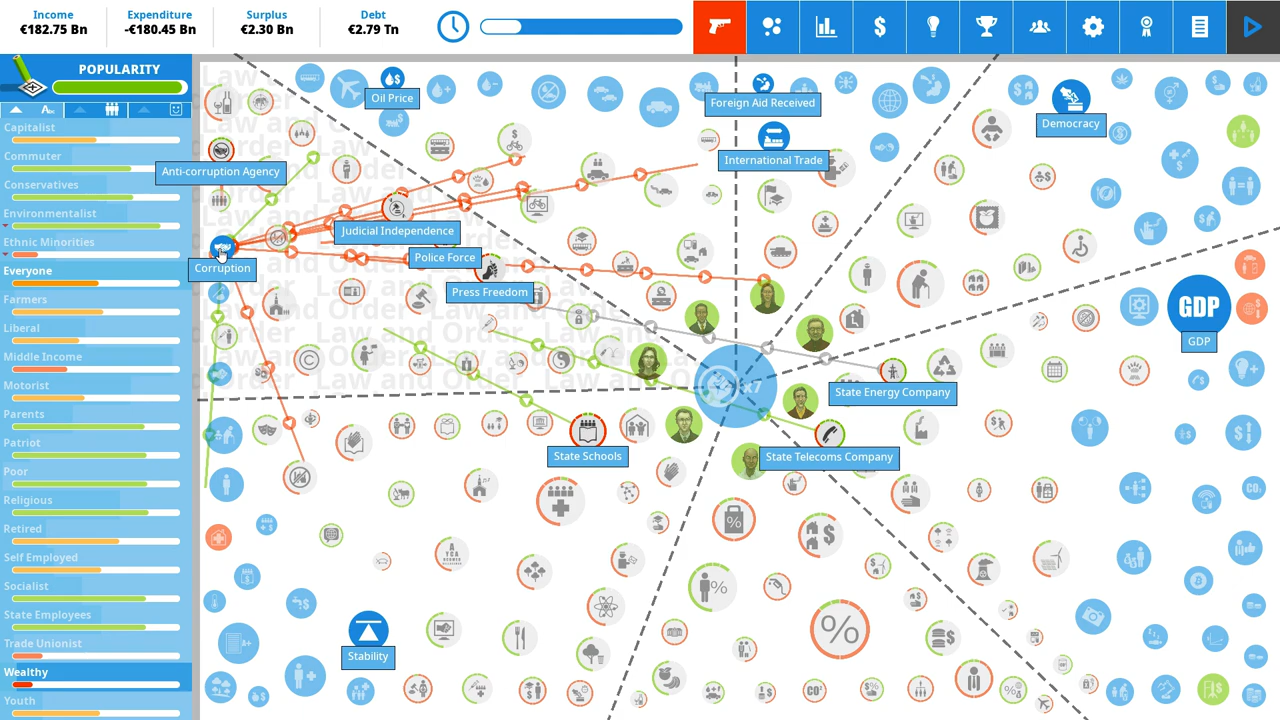 Income
€182.75 Bn
Expenditure
-€180.45 Bn
Surplus
€2.30 Bn
Debt
€2.79 Tn
POPULARITY
Capitalist
Commuter
Conservatives
Environmentalist
Ethnic Minorities
Everyone
Farmers
Liberal
Middle Income
Motorist
Parents
Patriot
Poor
Religious
Retired
Self Employed
Socialist
State Employees
Trade Unionist
Wealthy
Youth
Law and Order
Oil Price
Foreign Aid Received
International Trade
Democracy
Anti-corruption Agency
Judicial Independence
Police Force
Corruption
Press Freedom
GDP
GDP
x7
State Energy Company
State Schools
State Telecoms Company
Stability